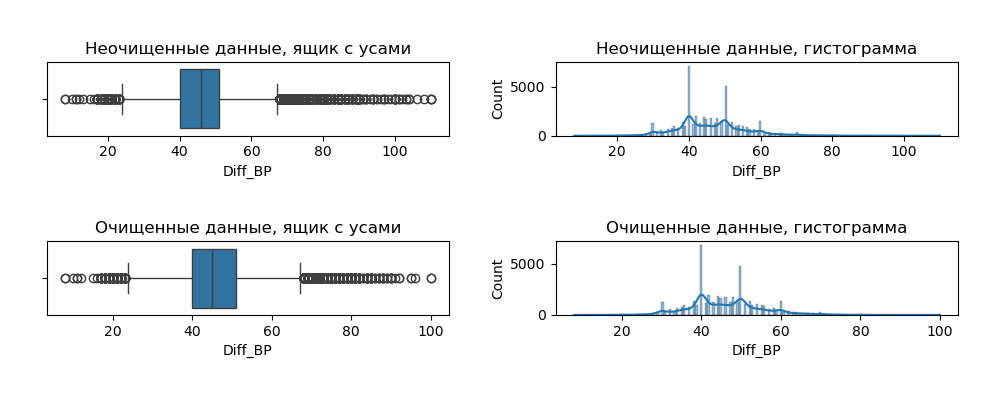 Неочищенные данные, ящик с усами
20 40 60 80 100
Diff_BP
Неочищенные данные, гистограмма
Count
5000
0
20 40 60 80 100
Diff_BP
Очищенные данные, ящик с усами
20 40 60 80 100
Diff_BP
Очищенные данные, гистограмма
Count
5000
0
20 40 60 80 100
Diff_BP